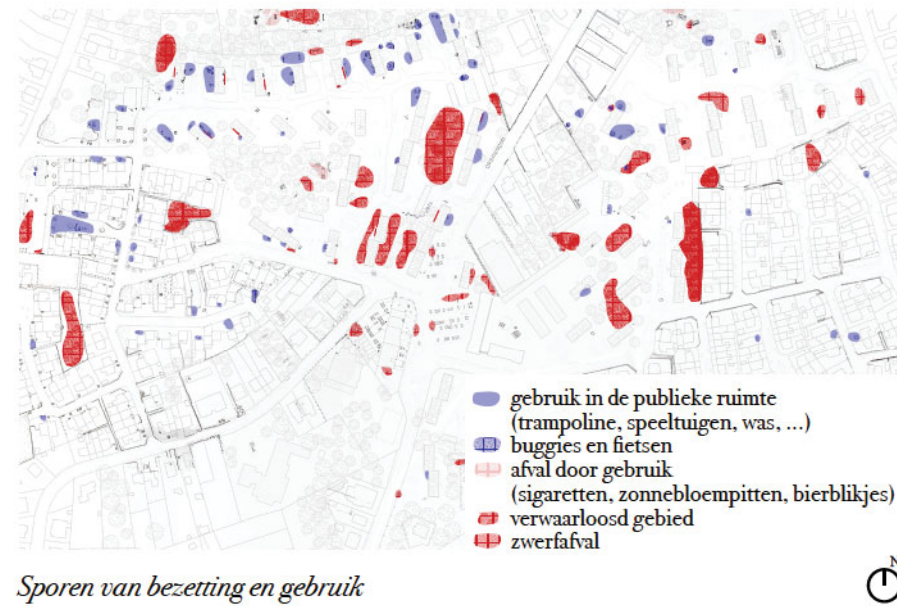 gebruik in de publieke ruimte
(trampoline, speeltuigen, was, ...)
buggies en fietsen
afval door gebruik
(sigaretten, zonnebloempitten, bierblikjes)
verwaarloosd gebied
zwerfafval
Sporen van bezetting en gebruik
N